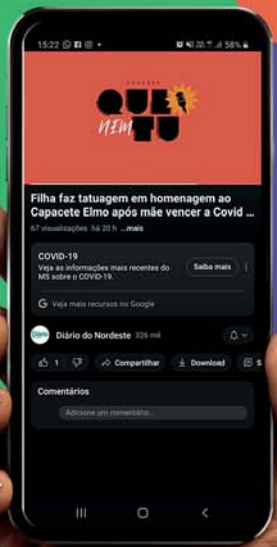 15:22
58%
PODCAST
QUE
NEM
TU
Filha faz tatuagem em homenagem ao
Capacete Elmo após mãe vencer a Covid ...
67 visualizações há 20 h ...mais
COVID-19
Veja as informações mais recentes do
MS sobre o COVID-19.
Saiba mais
G Veja mais recursos no Google
Diário do Nordeste 326 mil
1 Compartilhar Download S
Comentários
Adicione um comentário...